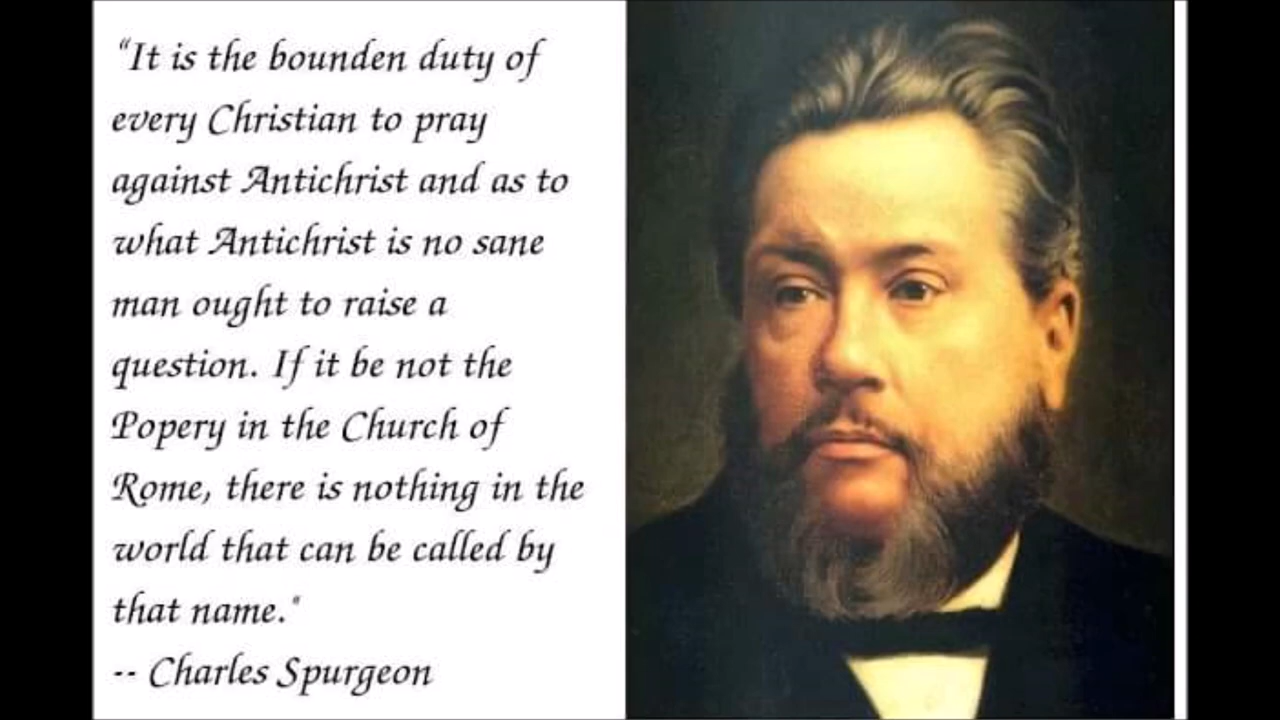 “It is the bounden duty of
every Christian to pray
against Antichrist and as to
what Antichrist is no sane
man ought to raise a
question. If it be not the
Popery in the Church of
Rome, there is nothing in the
world that can be called by
that name."
-- Charles Spurgeon